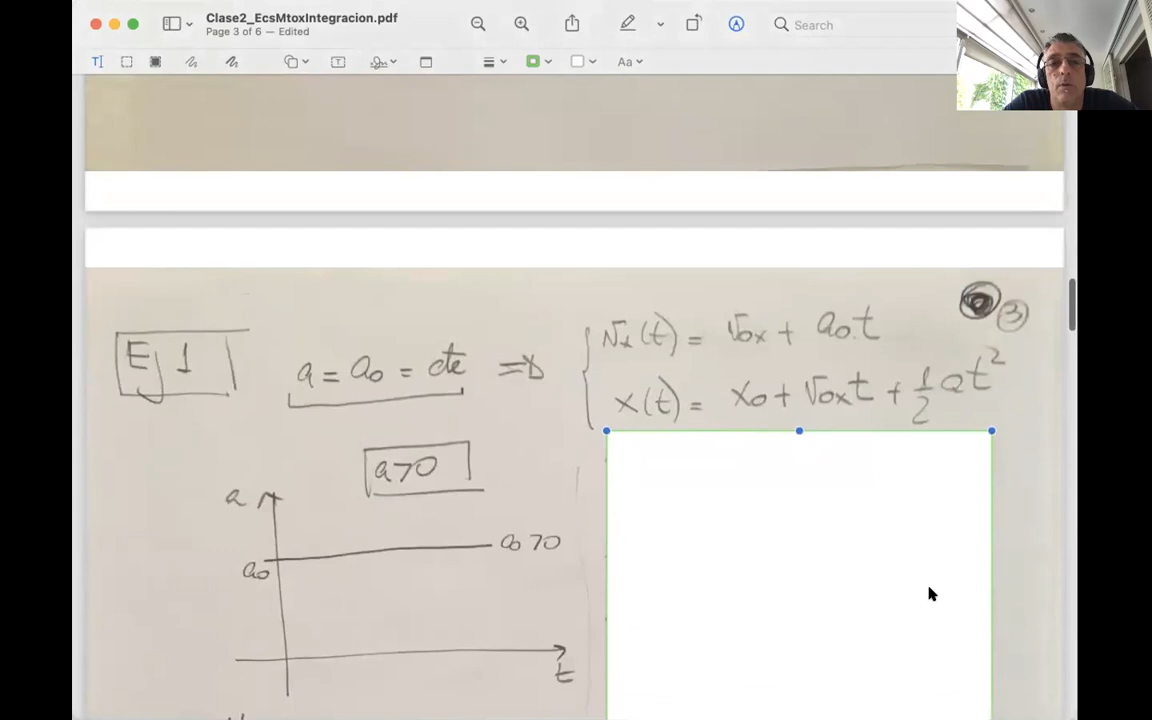 Clase2_EcsMtoxIntegracion.pdf
Page 3 of 6 — Edited
Search
Aa
Ej 1
a = a0 = cte =>
vx(t) = v0x + a0.t
x(t) = x0 + v0x t + 1/2 a t²
3
a>0
a
a0>0
a0
t